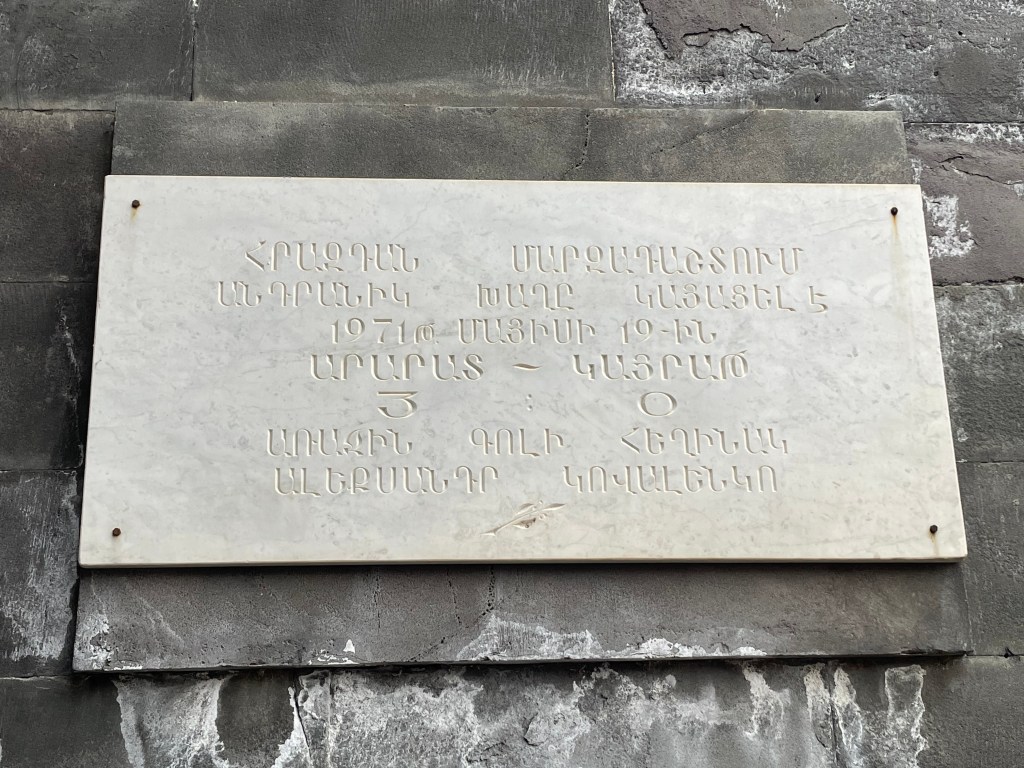 ՀՐԱԶԴԱՆ ՄԱՐԶԱԴԱՇՏՈՒՄ
ԱՆԴՐԱՆԻԿ ԽԱՂԸ ԿԱՅԱՑԵԼ Է
1971թ. ՄԱՅԻՍԻ 19-ԻՆ
ԱՐԱՐԱՏ – ԿԱՅՐԱԹ
3 : 0
ԱՌԱՋԻՆ ԳՈԼԻ ՀԵՂԻՆԱԿ
ԱԼԵՔՍԱՆԴՐ ԿՈՎԱԼԵՆԿՈ